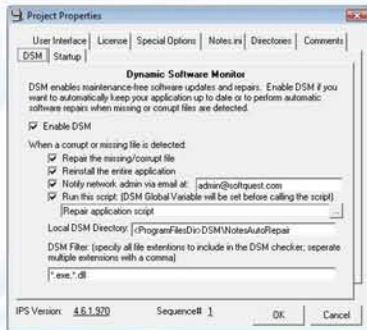 Project Properties
User Interface License Special Options Notes.ini Directories Comments
DSM Startup
Dynamic Software Monitor
DSM enables maintenance-free software updates and repairs. Enable DSM if you
want to automatically keep your application up to date or to perform automatic
software repairs when missing or corrupt files are detected.
Enable DSM
When a corrupt or missing file is detected:
Repair the missing/corrupt file
Reinstall the entire application
Notify network admin via email at: admin@softquest.com
Run this script: (DSM Global Variable will be set before calling the script)
Repair application script ...
Local DSM Directory: <ProgramFilesDir>DSM\NotesAutoRepair
DSM Filter: (specify all file extentions to include in the DSM checker; seperate
multiple extensions with a comma)
*.exe,*.dll
IPS Version: 4.6.1.970 Sequence# 1 OK Cancel